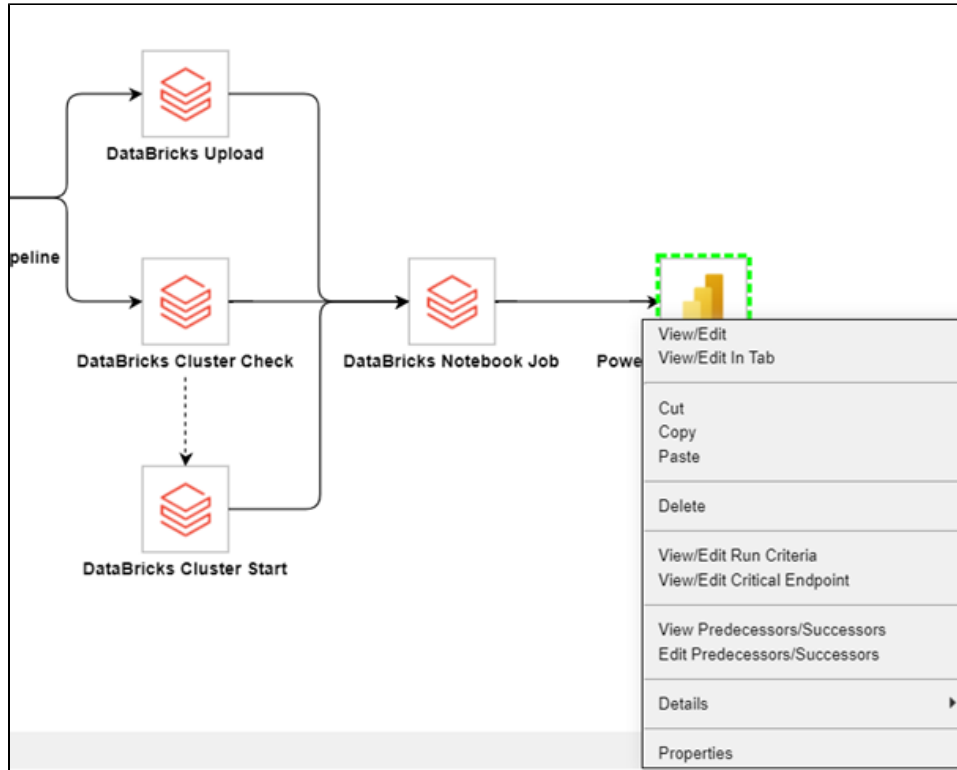 DataBricks Upload
peline
DataBricks Cluster Check
DataBricks Notebook Job
Powe
DataBricks Cluster Start
View/Edit
View/Edit In Tab
Cut
Copy
Paste
Delete
View/Edit Run Criteria
View/Edit Critical Endpoint
View Predecessors/Successors
Edit Predecessors/Successors
Details
Properties